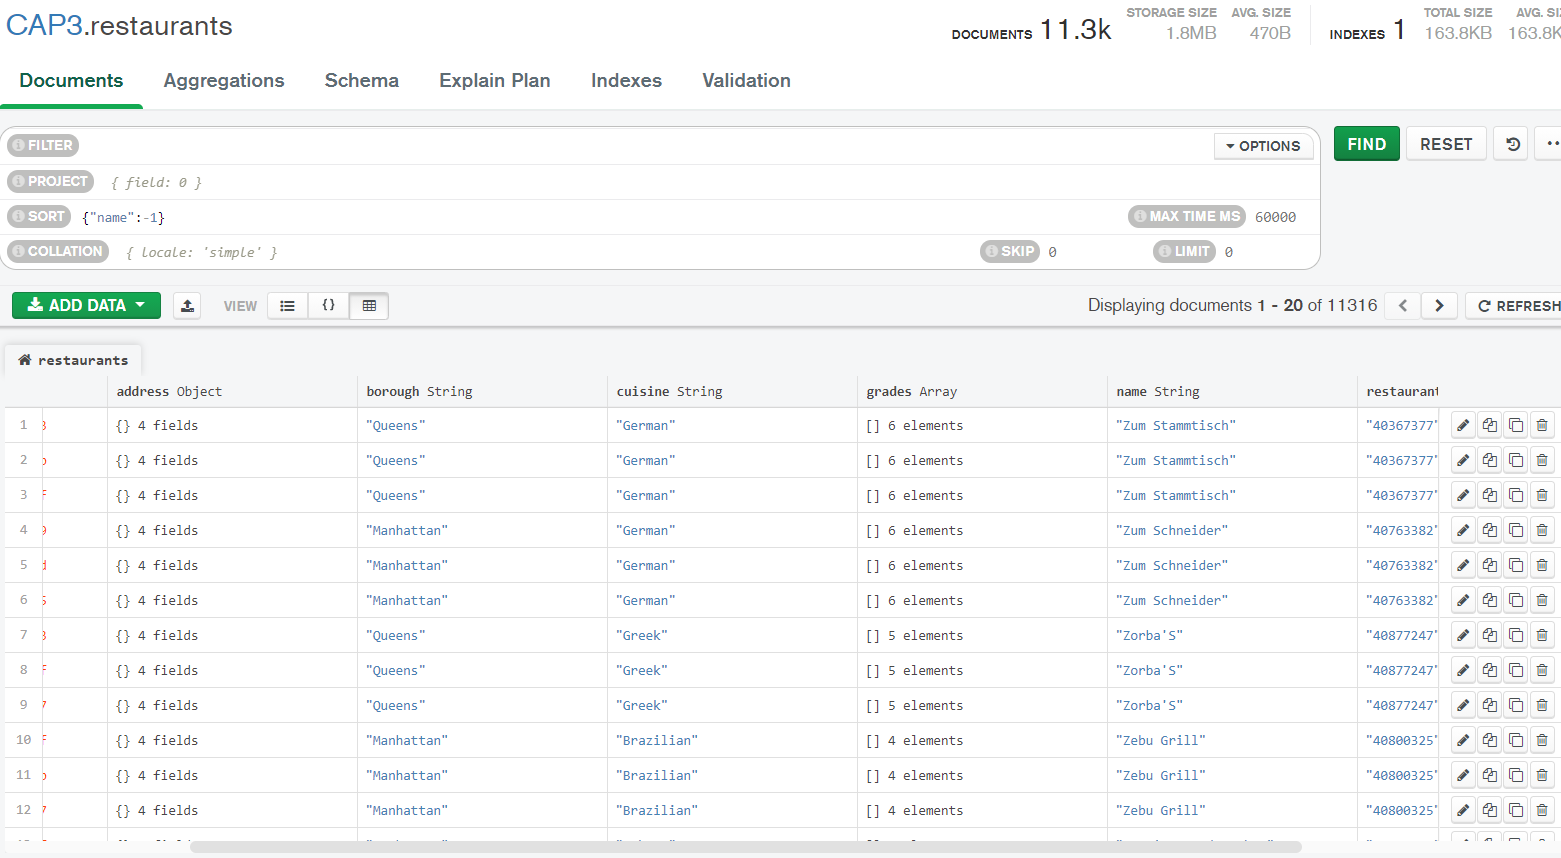 CAP3.restaurants
DOCUMENTS 11.3k STORAGE SIZE 1.8MB AVG. SIZE 470B INDEXES 1 TOTAL SIZE 163.8KB AVG. 163.8K
Documents Aggregations Schema Explain Plan Indexes Validation
FILTER OPTIONS FIND RESET
PROJECT { field: 0 }
SORT {"name":-1} MAX TIME MS 60000
COLLATION { locale: 'simple' } SKIP 0 LIMIT 0
ADD DATA VIEW {} Displaying documents 1 - 20 of 11316 REFRESH
restaurants
address Object borough String cuisine String grades Array name String restaurant
1 3 {} 4 fields "Queens" "German" [] 6 elements "Zum Stammtisch" "40367377"
2 {} 4 fields "Queens" "German" [] 6 elements "Zum Stammtisch" "40367377"
3 f {} 4 fields "Queens" "German" [] 6 elements "Zum Stammtisch" "40367377"
4 9 {} 4 fields "Manhattan" "German" [] 6 elements "Zum Schneider" "40763382"
5 d {} 4 fields "Manhattan" "German" [] 6 elements "Zum Schneider" "40763382"
6 5 {} 4 fields "Manhattan" "German" [] 6 elements "Zum Schneider" "40763382"
7 3 {} 4 fields "Queens" "Greek" [] 5 elements "Zorba'S" "40877247"
8 f {} 4 fields "Queens" "Greek" [] 5 elements "Zorba'S" "40877247"
9 7 {} 4 fields "Queens" "Greek" [] 5 elements "Zorba'S" "40877247"
10 f {} 4 fields "Manhattan" "Brazilian" [] 4 elements "Zebu Grill" "40800325"
11 {} 4 fields "Manhattan" "Brazilian" [] 4 elements "Zebu Grill" "40800325"
12 7 {} 4 fields "Manhattan" "Brazilian" [] 4 elements "Zebu Grill" "40800325"